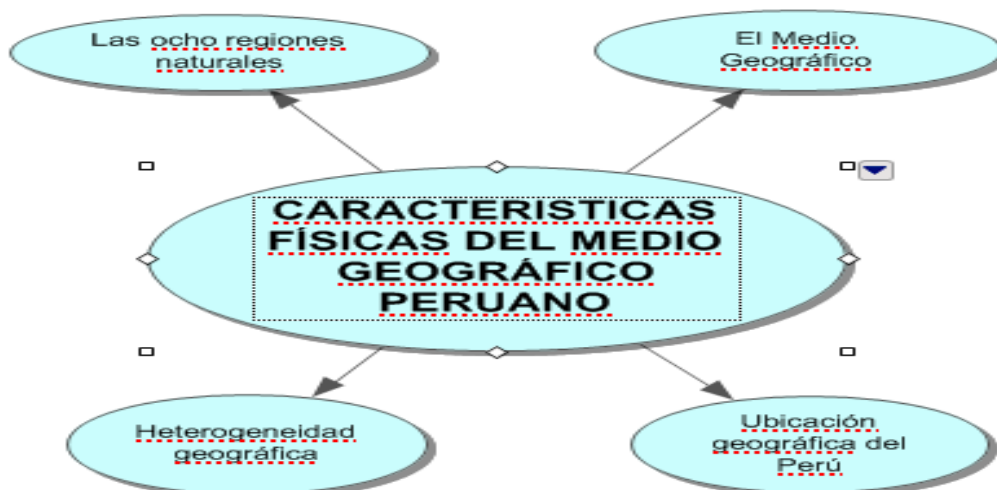 Las ocho regiones
naturales
El Medio
Geográfico
CARACTERISTICAS
FÍSICAS DEL MEDIO
GEOGRÁFICO
PERUANO
Heterogeneidad
geográfica
Ubicación
geográfica del
Perú